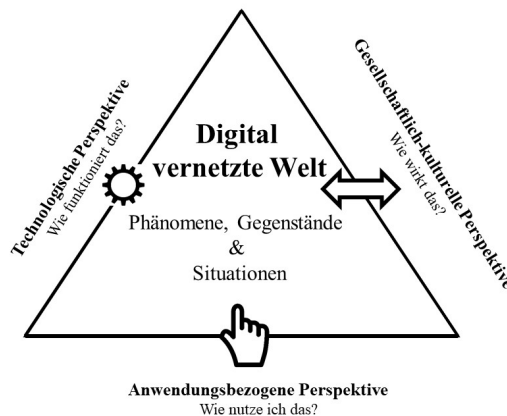 Digital
vernetzte Welt
Phänomene, Gegenstände
&
Situationen
Technologische Perspektive
Wie funktioniert das?
Gesellschaftlich-kulturelle Perspektive
Wie wirkt das?
Anwendungsbezogene Perspektive
Wie nutze ich das?